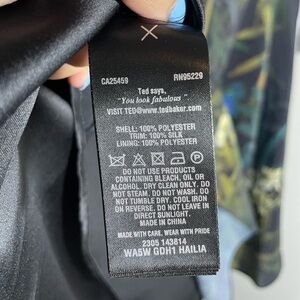 CA25459 RN95229
Ted says,
"You look fabulous"
VISIT TED@www.tedbaker.com
SHELL: 100% POLYESTER
TRIM: 100% SILK
LINING: 100% POLYESTER
DO NOT USE PRODUCTS
CONTAINING BLEACH, OIL OR
ALCOHOL. DRY CLEAN ONLY. DO
NOT STEAM. DO NOT WASH. DO
NOT TUMBLE DRY. COOL IRON
ON REVERSE. DO NOT LEAVE IN
DIRECT SUNLIGHT.
MADE IN CHINA
MADE WITH CARE, WEAR WITH PRIDE
2305 143814
WA5W GDH1 HAILIA